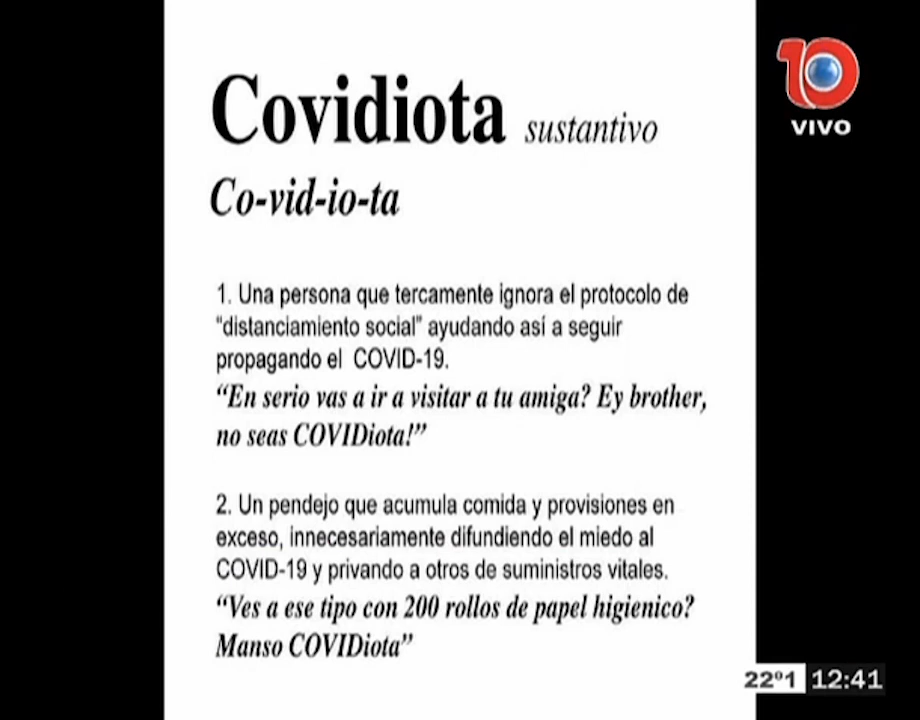 Covidiota sustantivo
Co-vid-io-ta
1. Una persona que tercamente ignora el protocolo de
"distanciamiento social" ayudando así a seguir
propagando el COVID-19.
“En serio vas a ir a visitar a tu amiga? Ey brother,
no seas COVIDiota!”
2. Un pendejo que acumula comida y provisiones en
exceso, innecesariamente difundiendo el miedo al
COVID-19 y privando a otros de suministros vitales.
“Ves a ese tipo con 200 rollos de papel higienico?
Manso COVIDiota”
10
VIVO
22º1 12:41